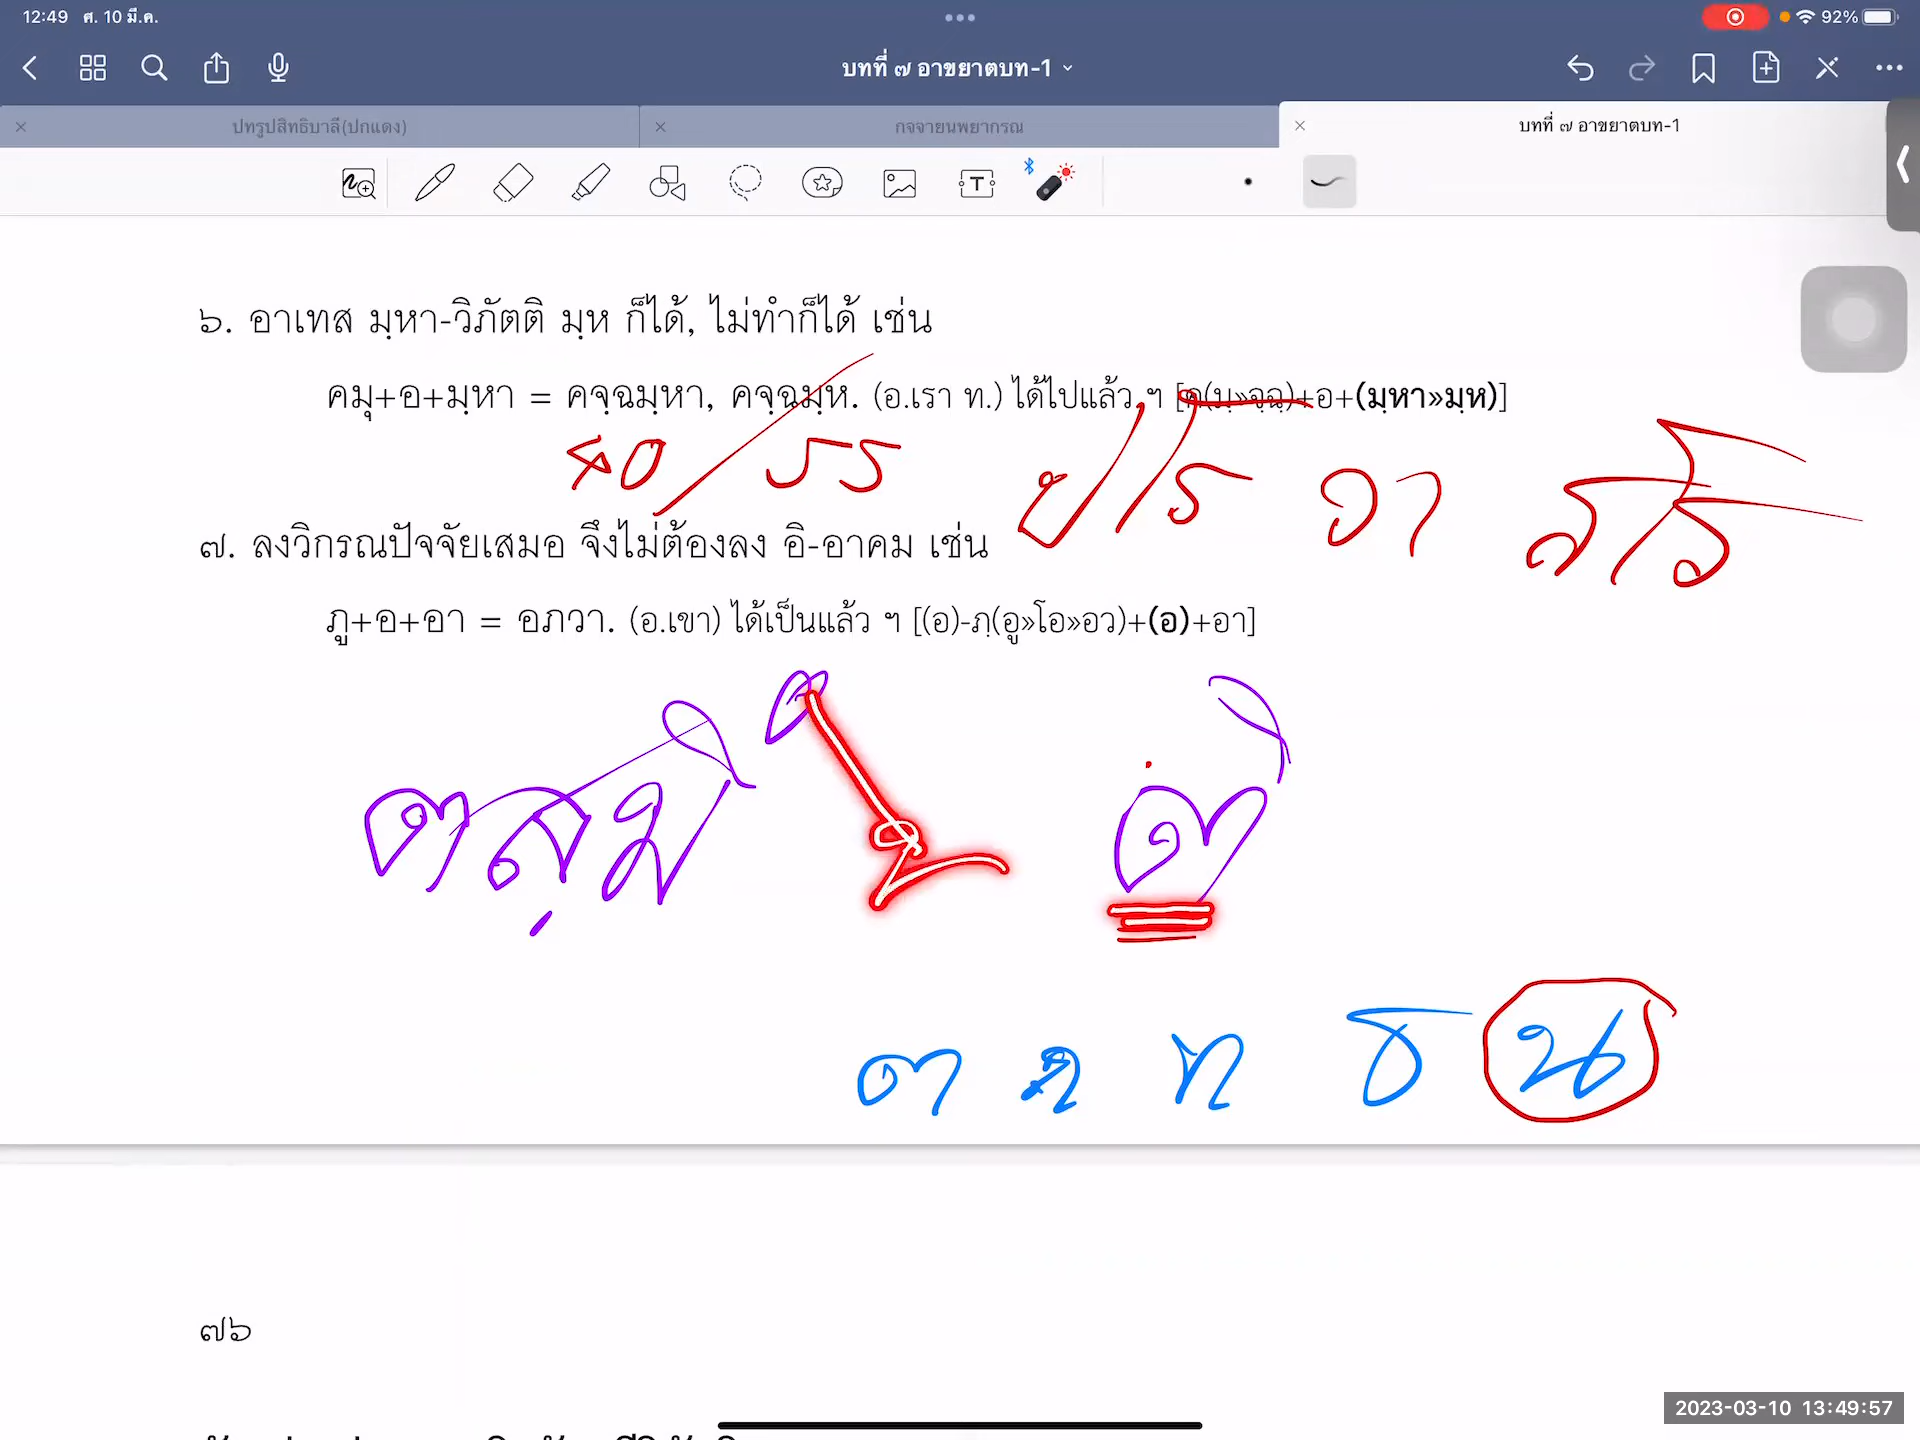 12:49 ศ. 10 มี.ค.
92%
บทที่ ๗ อาขยาตบท-1
ปทรูปสิทธิบาลี(ปกแดง)
กจจายนพยากรณ
บทที่ ๗ อาขยาตบท-1
๖. อาเทส มฺหา-วิภัตติ มฺห ก็ได้, ไม่ทำก็ได้ เช่น
คมุ+อ+มฺหา = คจฺฉมฺหา, คจฺฉมฺห. (อ.เรา ท.) ได้ไปแล้ว ฯ [ค(มฺ»จฺฉฺ)+อ+(มฺหา»มฺห)]
๗. ลงวิกรณปัจจัยเสมอ จึงไม่ต้องลง อิ-อาคม เช่น
ภู+อ+อา = อภวา. (อ.เขา) ได้เป็นแล้ว ฯ [(อ)-ภฺ(อู»โอ»อว)+(อ)+อา]
ตสฺมิ
ต
ต ถ ท ธ น
๗๖
2023-03-10 13:49:57